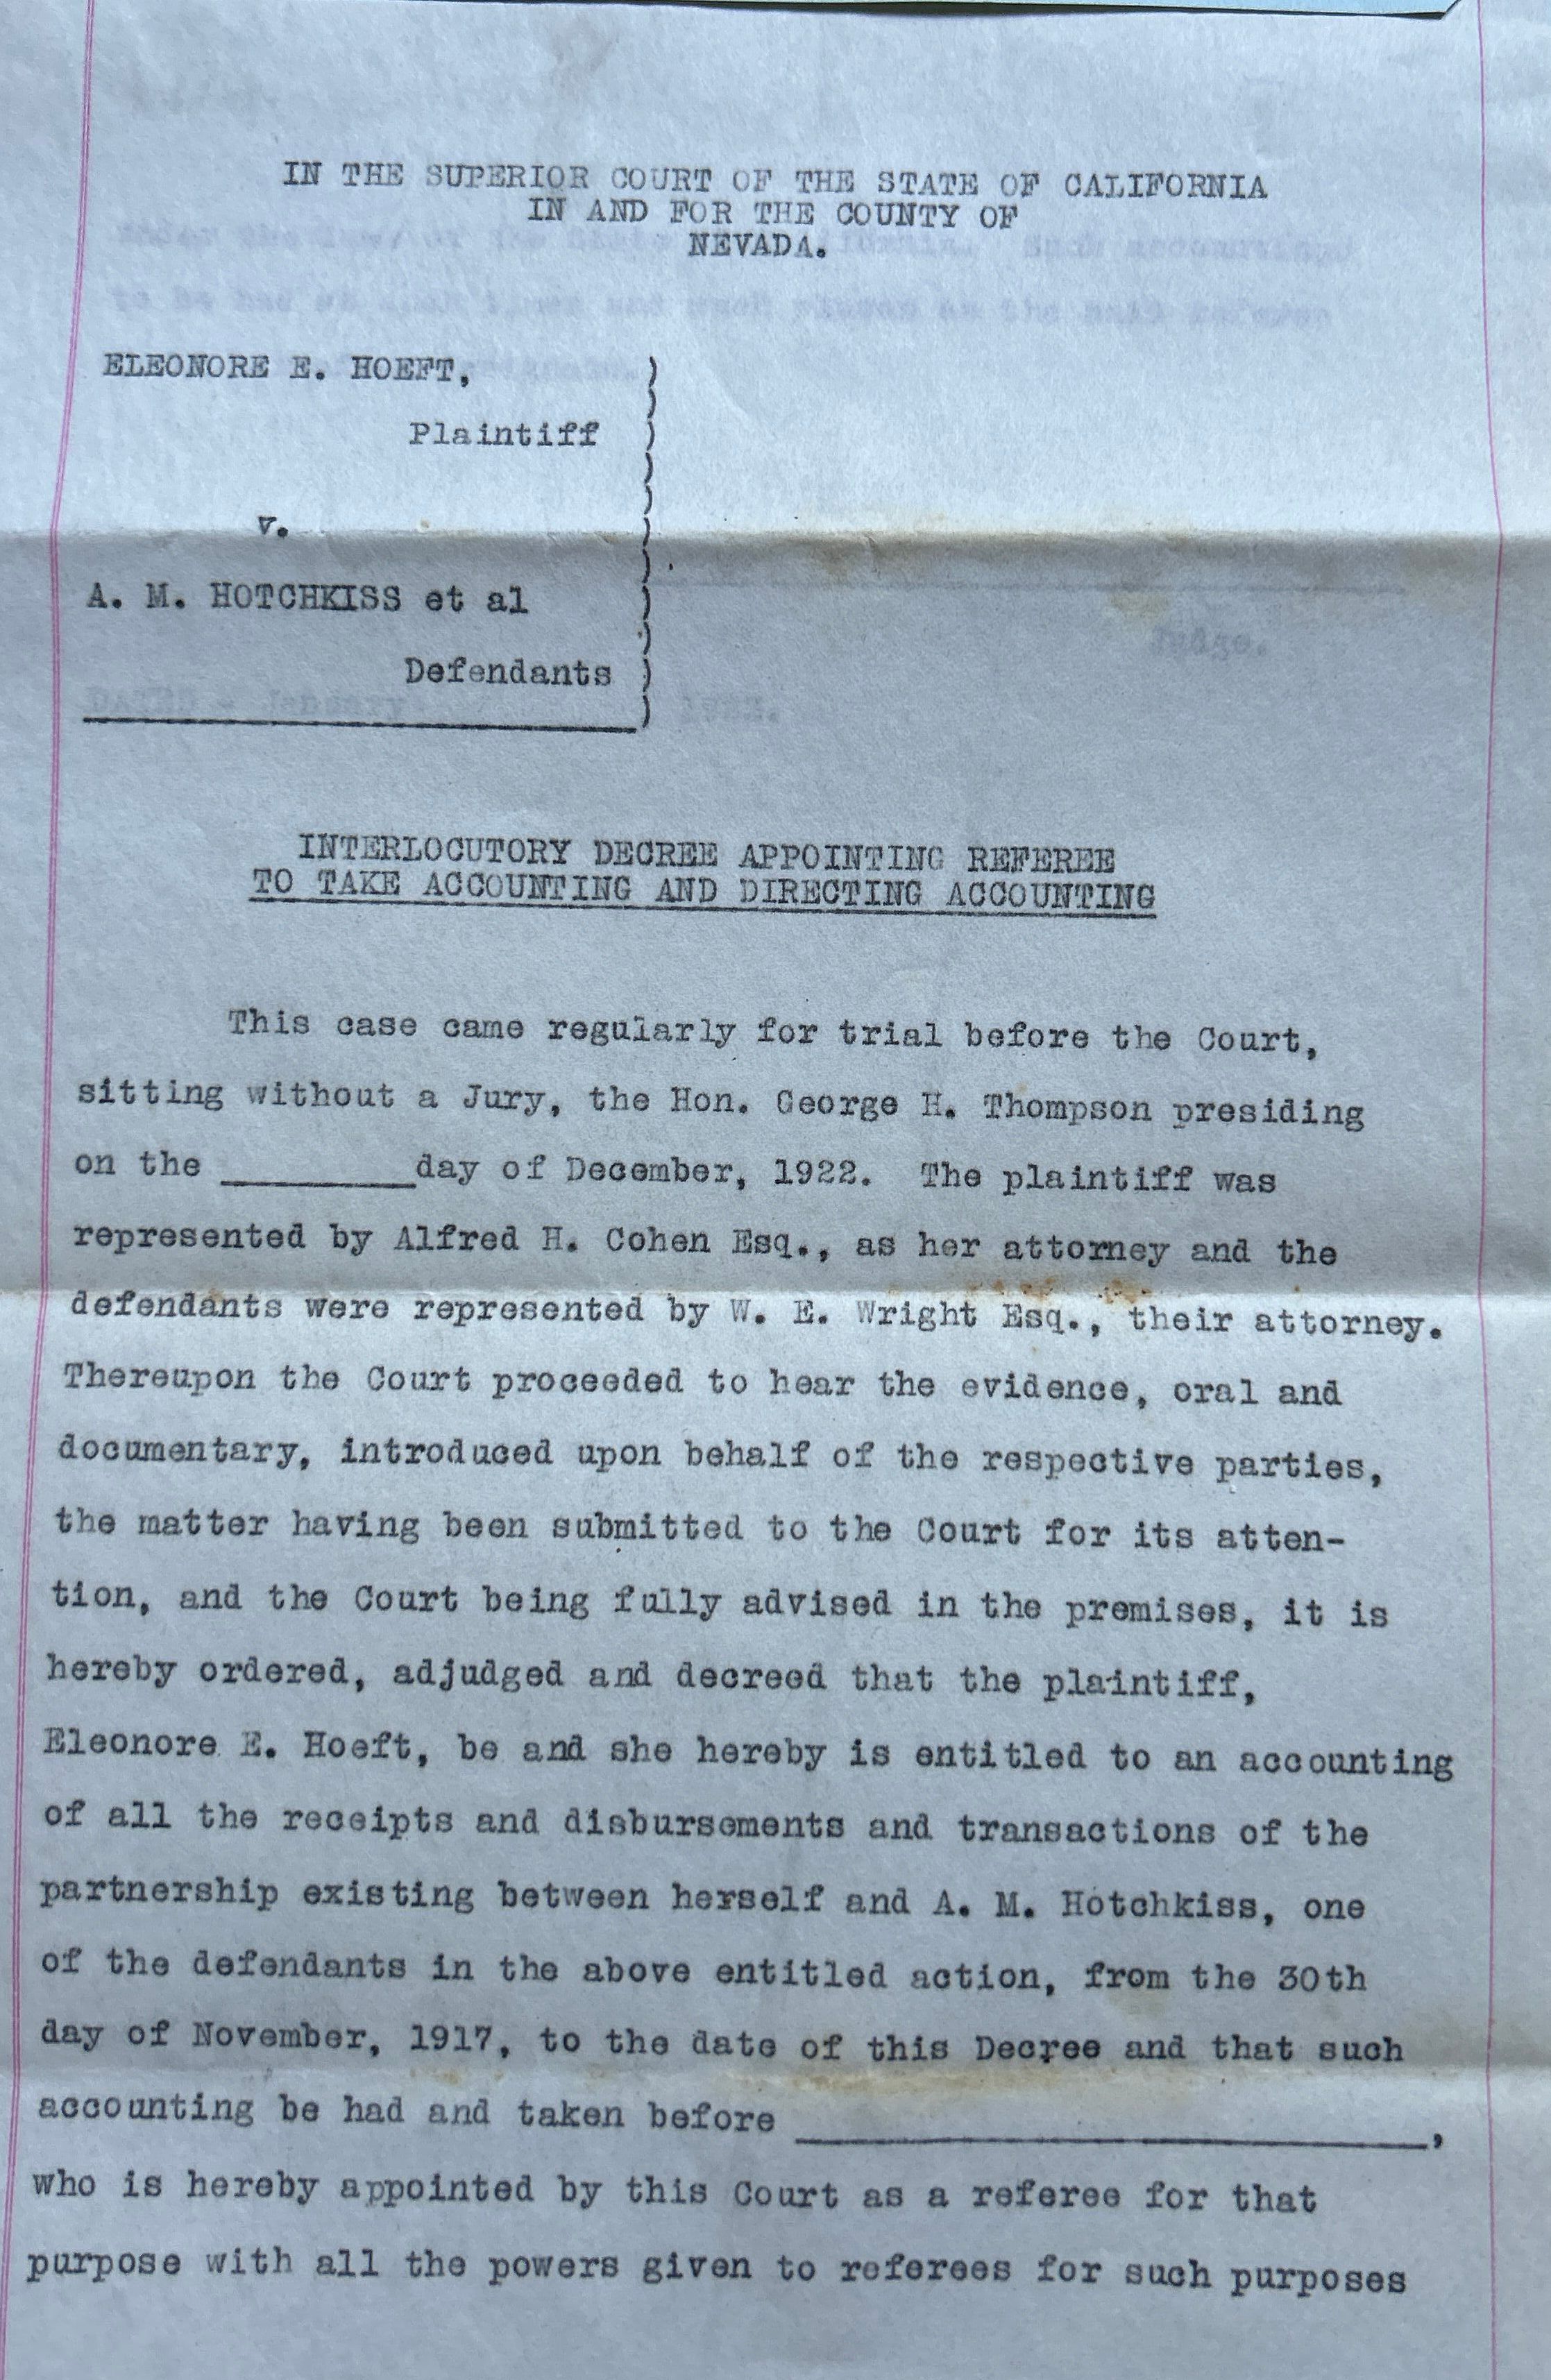 IN THE SUPERIOR COURT OF THE STATE OF CALIFORNIA
IN AND FOR THE COUNTY OF
NEVADA.
ELEONORE E. HOEFT,
Plaintiff
v.
A. M. HOTCHKISS et al
Defendants
Judge.
DATED - January 1923.
INTERLOCUTORY DECREE APPOINTING REFEREE
TO TAKE ACCOUNTING AND DIRECTING ACCOUNTING
This case came regularly for trial before the Court,
sitting without a Jury, the Hon. George H. Thompson presiding
on the _________day of December, 1922. The plaintiff was
represented by Alfred H. Cohen Esq., as her attorney and the
defendants were represented by W. E. Wright Esq., their attorney.
Thereupon the Court proceeded to hear the evidence, oral and
documentary, introduced upon behalf of the respective parties,
the matter having been submitted to the Court for its atten-
tion, and the Court being fully advised in the premises, it is
hereby ordered, adjudged and decreed that the plaintiff,
Eleonore E. Hoeft, be and she hereby is entitled to an accounting
of all the receipts and disbursements and transactions of the
partnership existing between herself and A. M. Hotchkiss, one
of the defendants in the above entitled action, from the 30th
day of November, 1917, to the date of this Decree and that such
accounting be had and taken before ______________________________,
who is hereby appointed by this Court as a referee for that
purpose with all the powers given to referees for such purposes